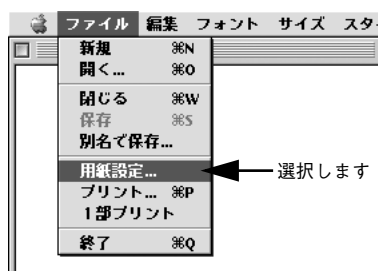 ファイル 編集 フォント サイズ スタ
新規 ⌘N
開く... ⌘O
閉じる ⌘W
保存 ⌘S
別名で保存...
用紙設定... 選択します
プリント... ⌘P
1部プリント
終了 ⌘Q